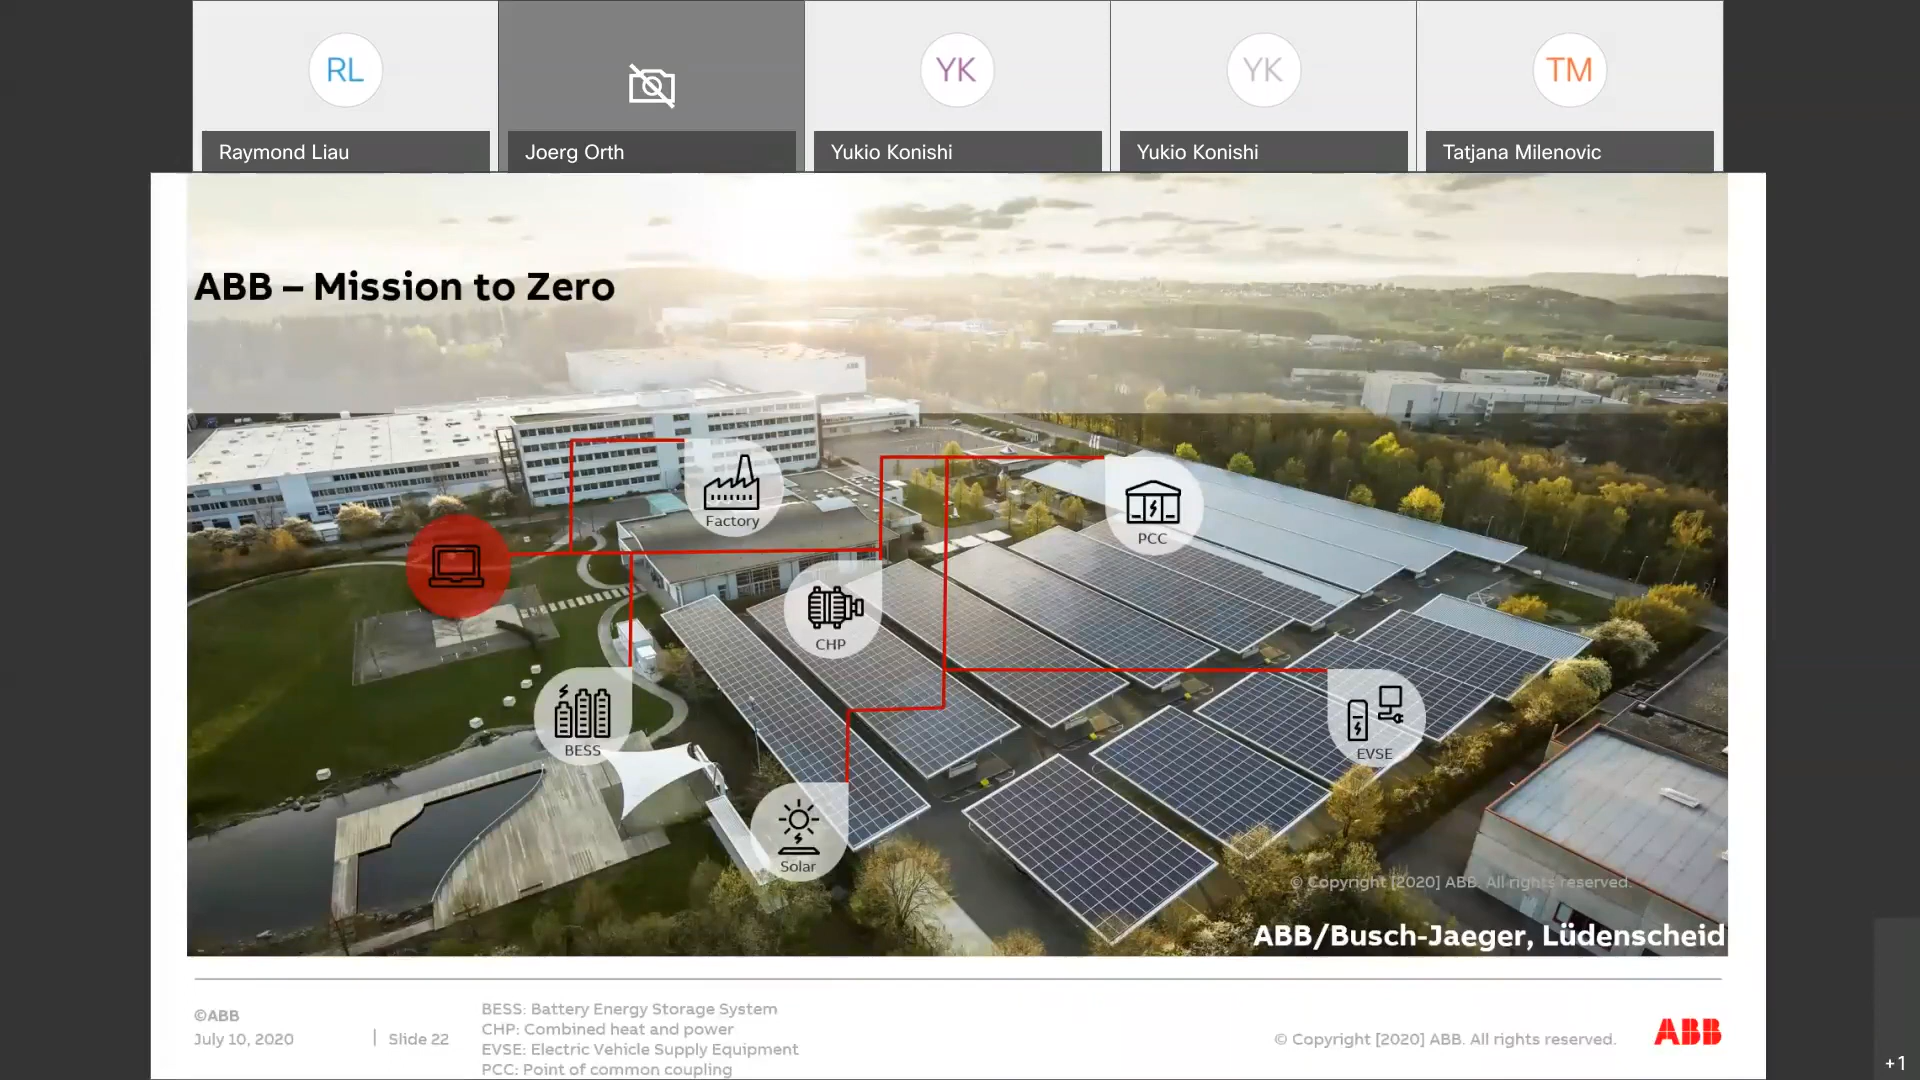 RL
YK
YK
TM
Raymond Liau
Joerg Orth
Yukio Konishi
Yukio Konishi
Tatjana Milenovic
ABB – Mission to Zero
ABB
Factory
PCC
CHP
BESS
EVSE
Solar
© Copyright [2020] ABB. All rights reserved.
ABB/Busch-Jaeger, Lüdenscheid
©ABB
July 10, 2020
| Slide 22
BESS: Battery Energy Storage System
CHP: Combined heat and power
EVSE: Electric Vehicle Supply Equipment
PCC: Point of common coupling
© Copyright [2020] ABB. All rights reserved.
ABB
+1